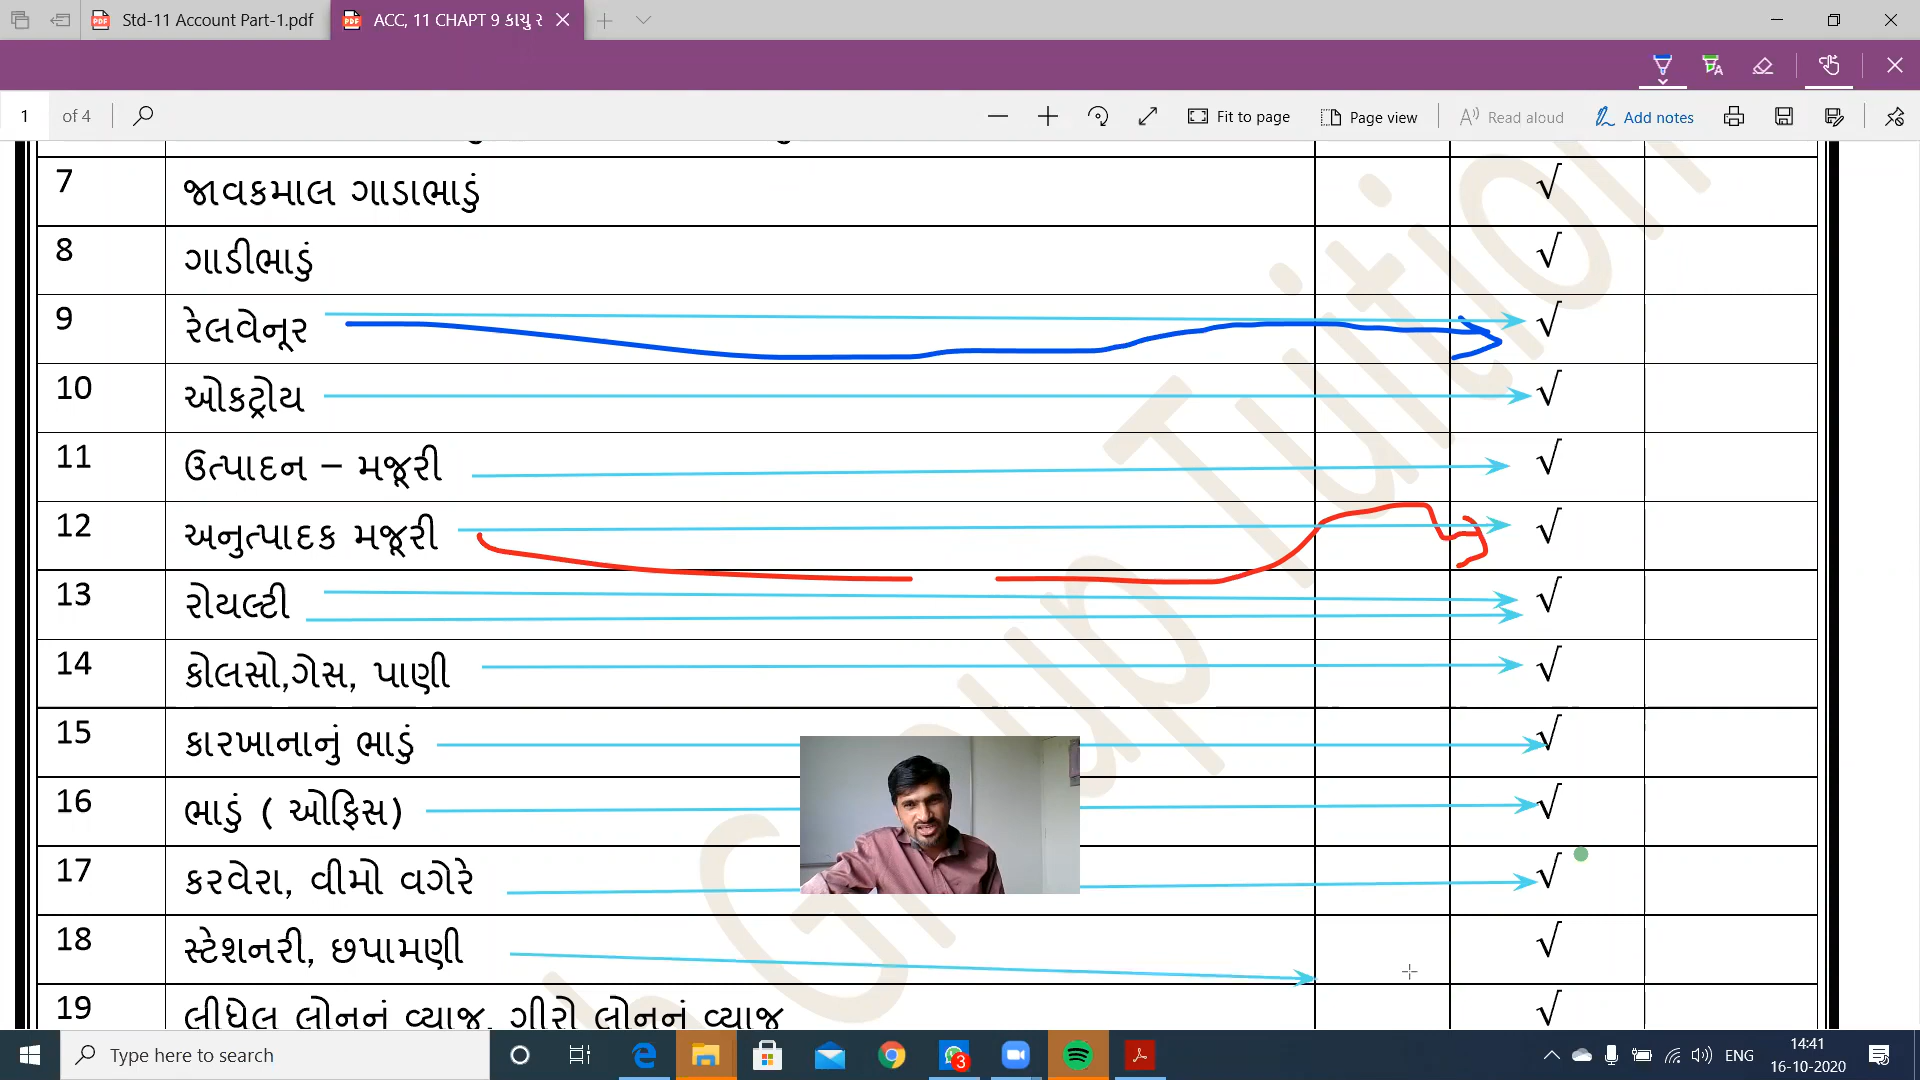 Std-11 Account Part-1.pdf
ACC, 11 CHAPT 9 કાચુ ર
1 of 4
Fit to page
Page view
Read aloud
Add notes
7 જાવકમાલ ગાડાભાડું √
8 ગાડીભાડું √
9 રેલવેનૂર √
10 ઓકટ્રોય √
11 ઉત્પાદન – મજૂરી √
12 અનુત્પાદક મજૂરી √
13 રોયલ્ટી √
14 કોલસો,ગેસ, પાણી √
15 કારખાનાનું ભાડું √
16 ભાડું ( ઓફિસ) √
17 કરવેરા, વીમો વગેરે √
18 સ્ટેશનરી, છપામણી √
19 લીધેલ લોનનું વ્યાજ, ગીરો લોનનું વ્યાજ √
Group Tuition
Type here to search
3
ENG
14:41
16-10-2020